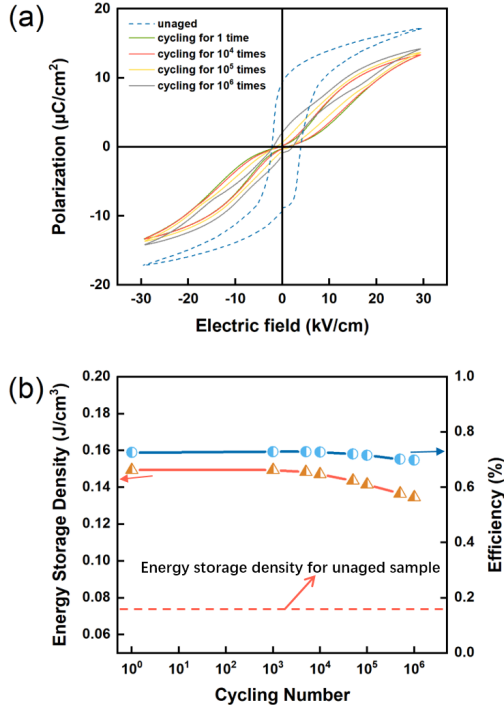 (a)
20
10
0
-10
-20
Polarization (μC/cm²)
unaged
cycling for 1 time
cycling for 10⁴ times
cycling for 10⁵ times
cycling for 10⁶ times
-30 -20 -10 0 10 20 30
Electric field (kV/cm)
(b)
0.20
0.18
0.16
0.14
0.12
0.10
0.08
0.06
Energy Storage Density (J/cm³)
1.0
0.8
0.6
0.4
0.2
0.0
Efficiency (%)
Energy storage density for unaged sample
10⁰ 10¹ 10² 10³ 10⁴ 10⁵ 10⁶
Cycling Number